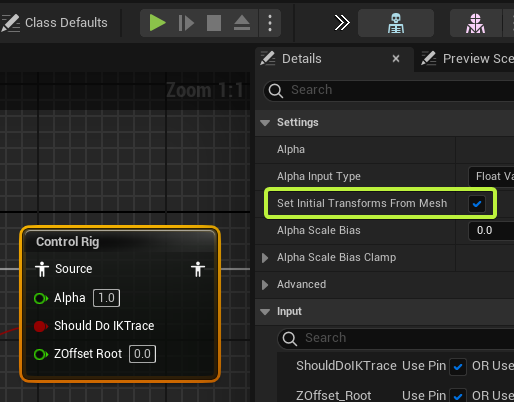 Class Defaults
Zoom 1:1
Details
Preview Sce
Search
Settings
Alpha
Alpha Input Type
Float Va
Set Initial Transforms From Mesh
Alpha Scale Bias
0.0
Alpha Scale Bias Clamp
Advanced
Input
Search
ShouldDoIKTrace Use Pin OR Use
ZOffset_Root Use Pin OR Use
Control Rig
Source
Alpha 1.0
Should Do IKTrace
ZOffset Root 0.0